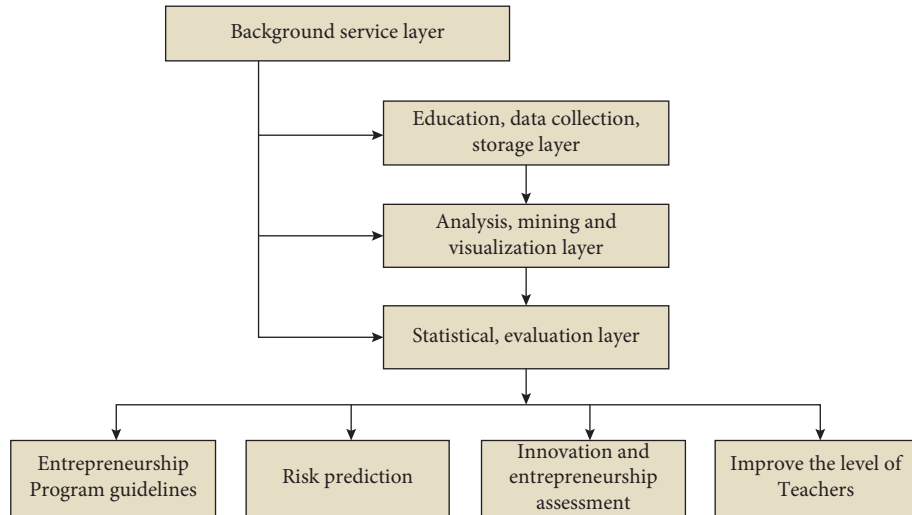 Background service layer
Education, data collection,
storage layer
Analysis, mining and
visualization layer
Statistical, evaluation layer
Entrepreneurship
Program guidelines
Risk prediction
Innovation and
entrepreneurship
assessment
Improve the level of
Teachers